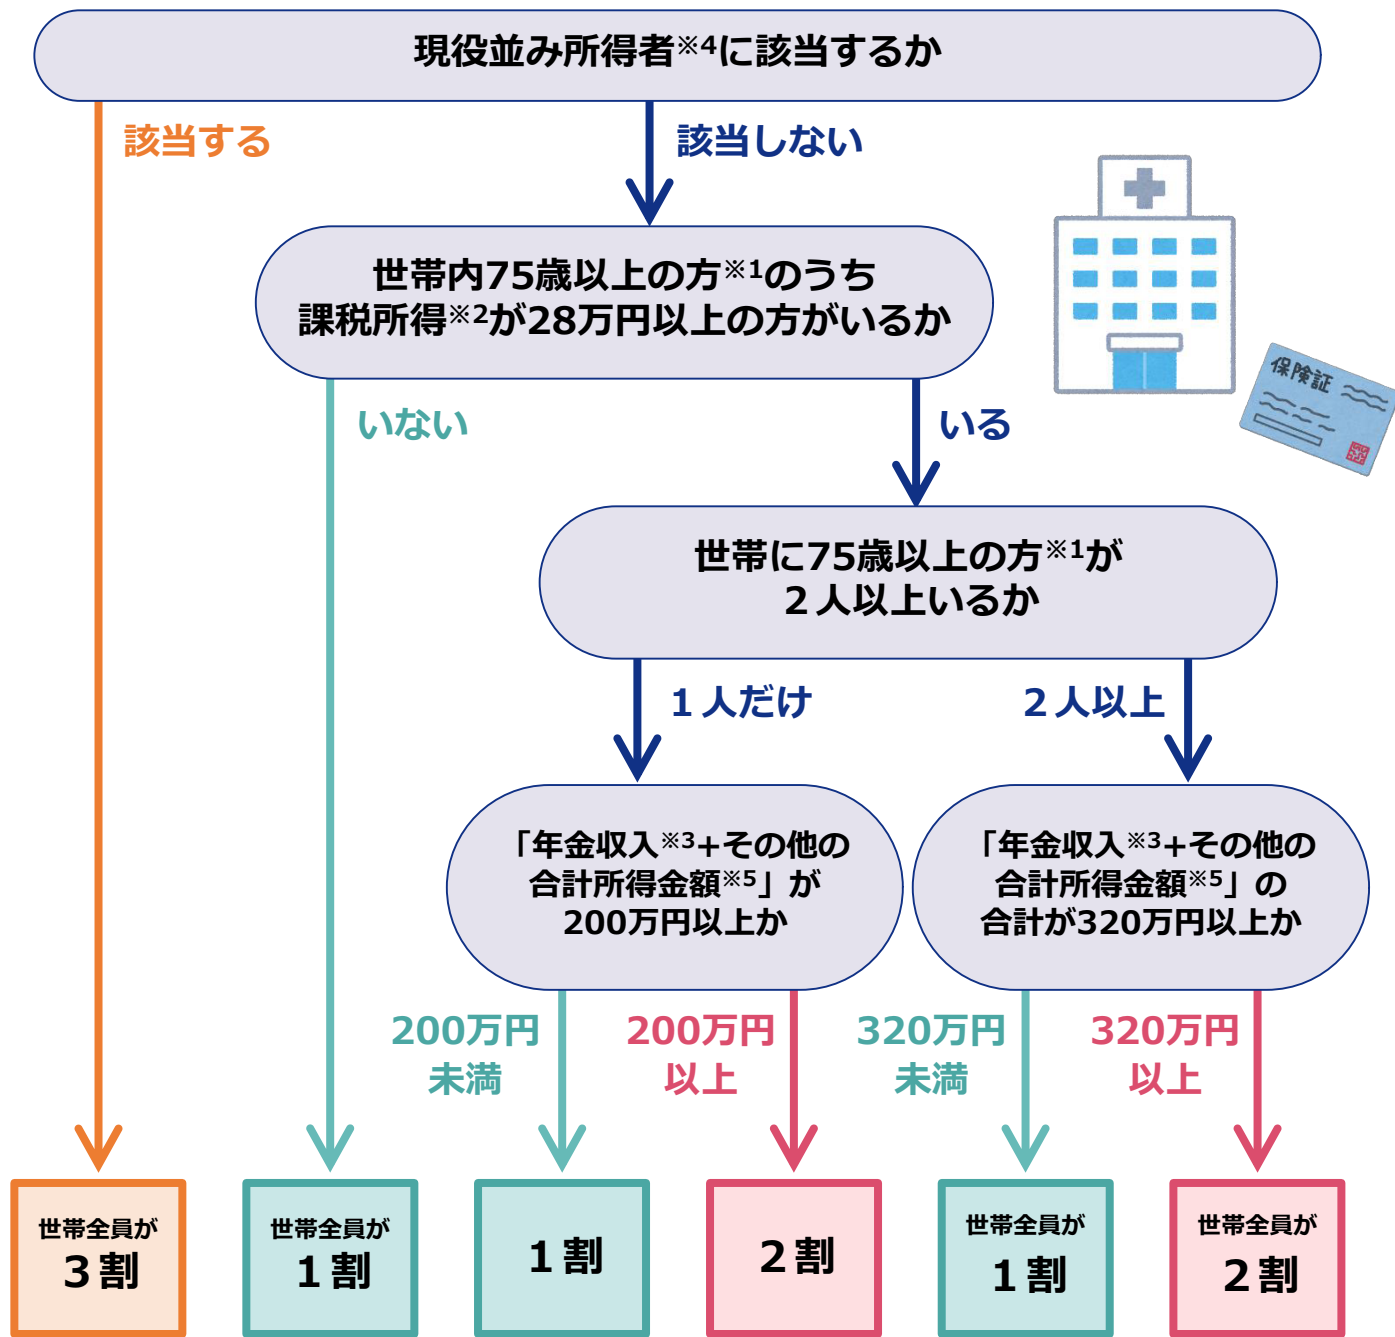 現役並み所得者※4に該当するか
該当する
該当しない
世帯内75歳以上の方※1のうち
課税所得※2が28万円以上の方がいるか
保険証
いない
いる
世帯に75歳以上の方※1が
２人以上いるか
１人だけ
２人以上
「年金収入※3+その他の
合計所得金額※5」が
200万円以上か
「年金収入※3+その他の
合計所得金額※5」の
合計が320万円以上か
200万円
未満
200万円
以上
320万円
未満
320万円
以上
世帯全員が
３割
世帯全員が
１割
１割
２割
世帯全員が
１割
世帯全員が
２割